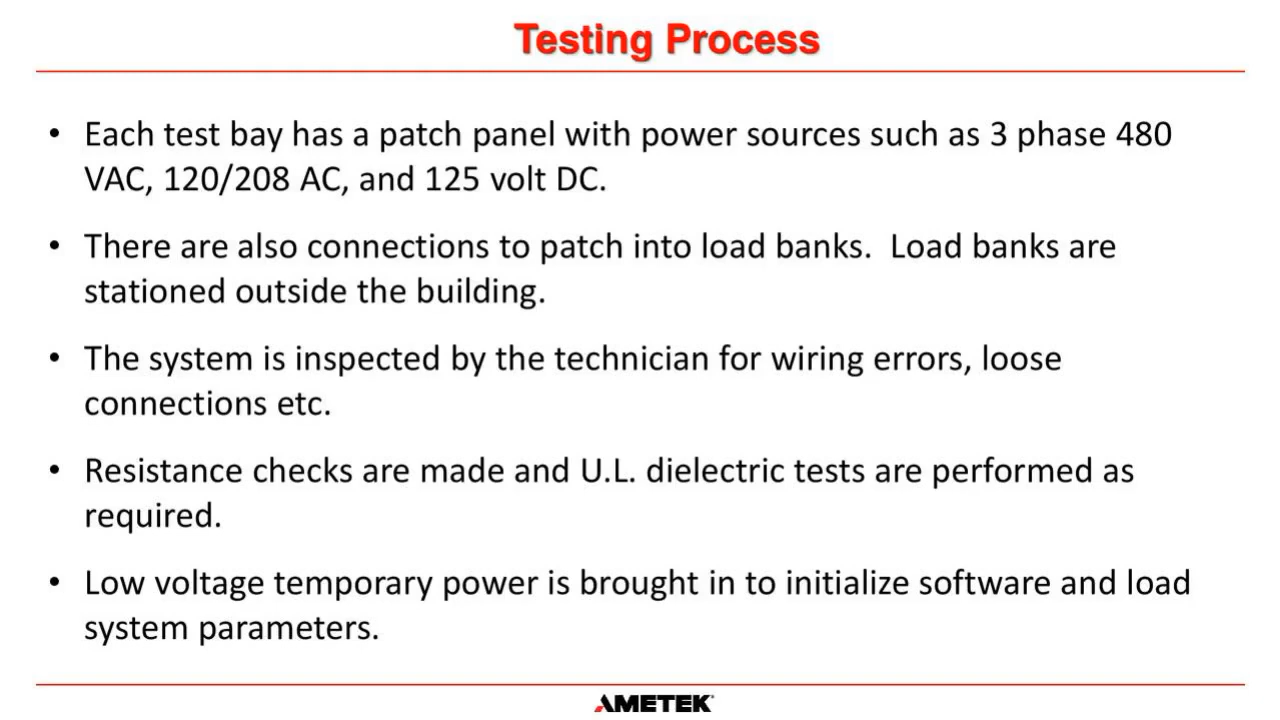 Testing Process
• Each test bay has a patch panel with power sources such as 3 phase 480
VAC, 120/208 AC, and 125 volt DC.
• There are also connections to patch into load banks.  Load banks are
stationed outside the building.
• The system is inspected by the technician for wiring errors, loose
connections etc.
• Resistance checks are made and U.L. dielectric tests are performed as
required.
• Low voltage temporary power is brought in to initialize software and load
system parameters.
AMETEK